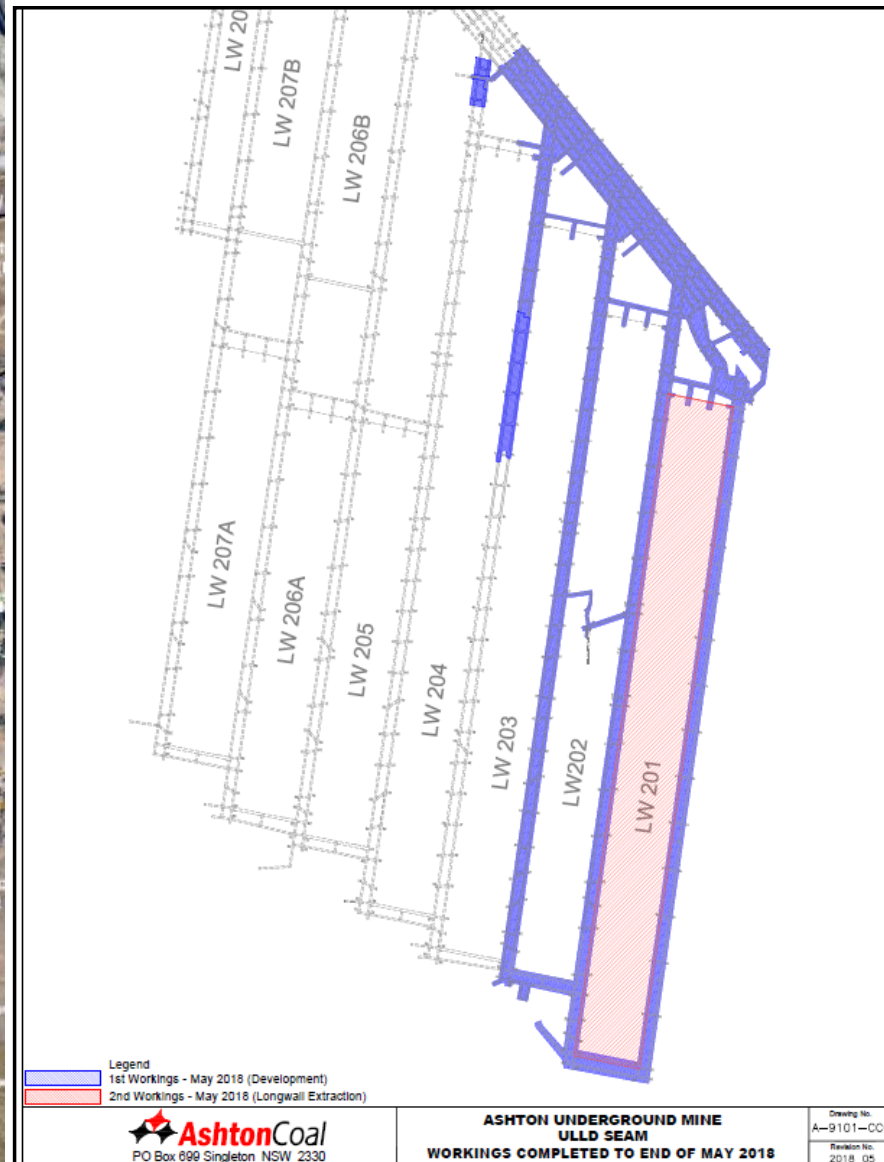 LW 20
LW 207B
LW 206B
LW 207A
LW 206A
LW 205
LW 204
LW 203
LW202
LW 201
Legend
1st Workings - May 2018 (Development)
2nd Workings - May 2018 (Longwall Extraction)
AshtonCoal
PO Box 699 Singleton NSW 2330
ASHTON UNDERGROUND MINE
ULLD SEAM
WORKINGS COMPLETED TO END OF MAY 2018
Drawing No.
A-9101-CC
Revision No.
2018_05